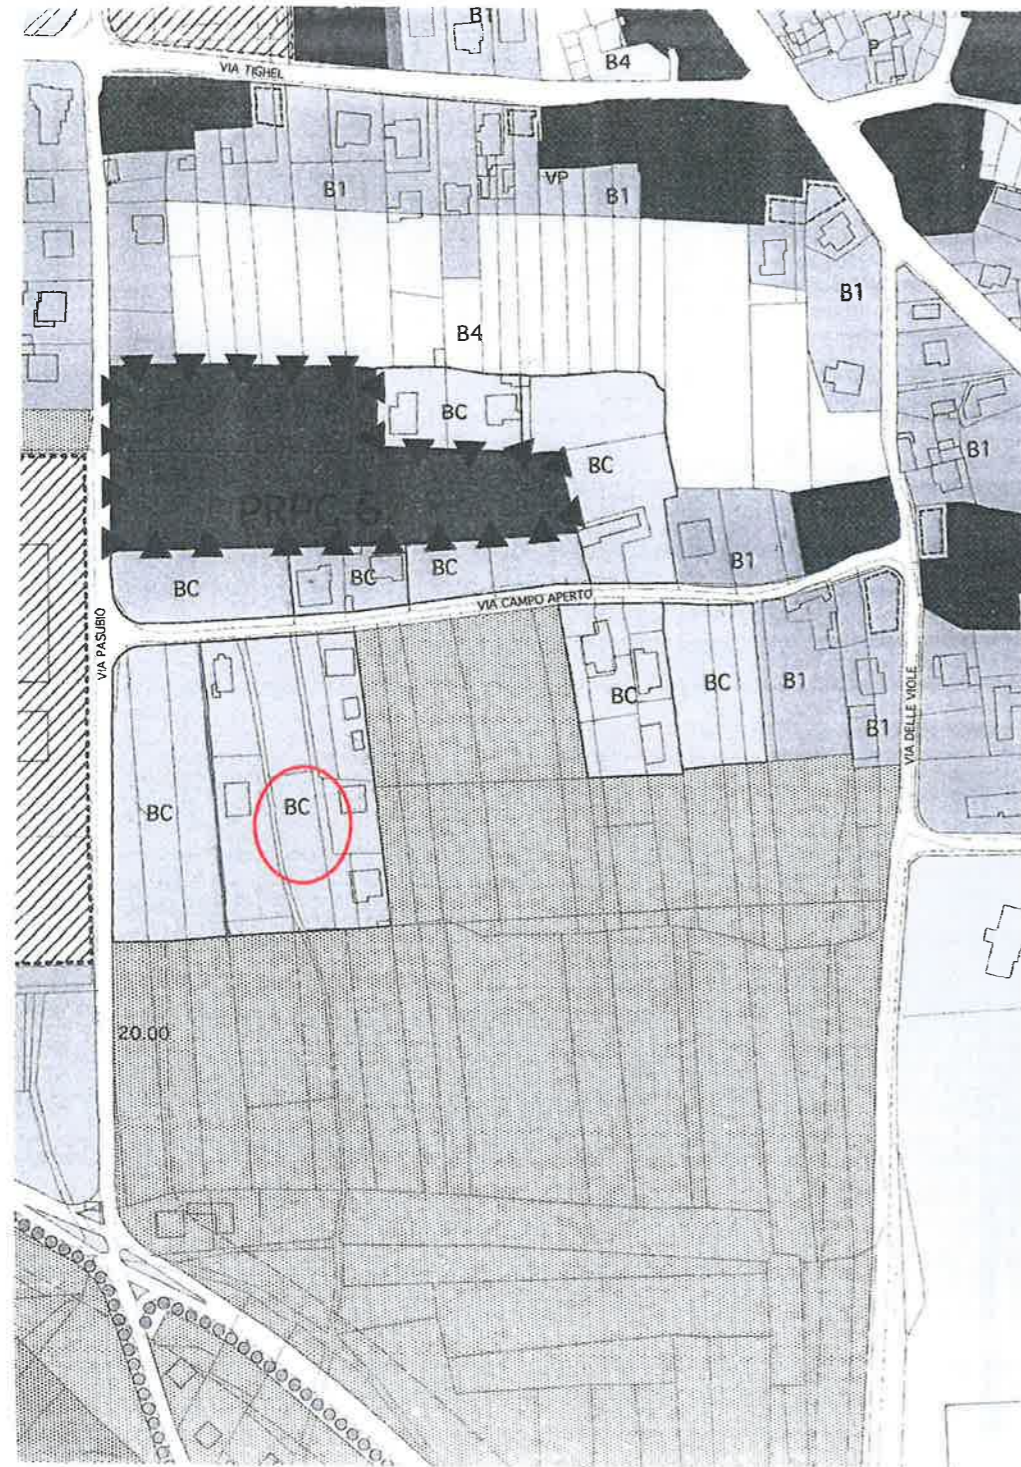 B1
B4
P
VIA TIGHEL
B1
VP
B1
B1
B4
BC
BC
B1
PRPC 6
B1
BC
BC
BC
VIA CAMPO APERTO
VIA PASUBIO
BC
BC
B1
B1
VIA DELLE VIOLE
BC
BC
20.00